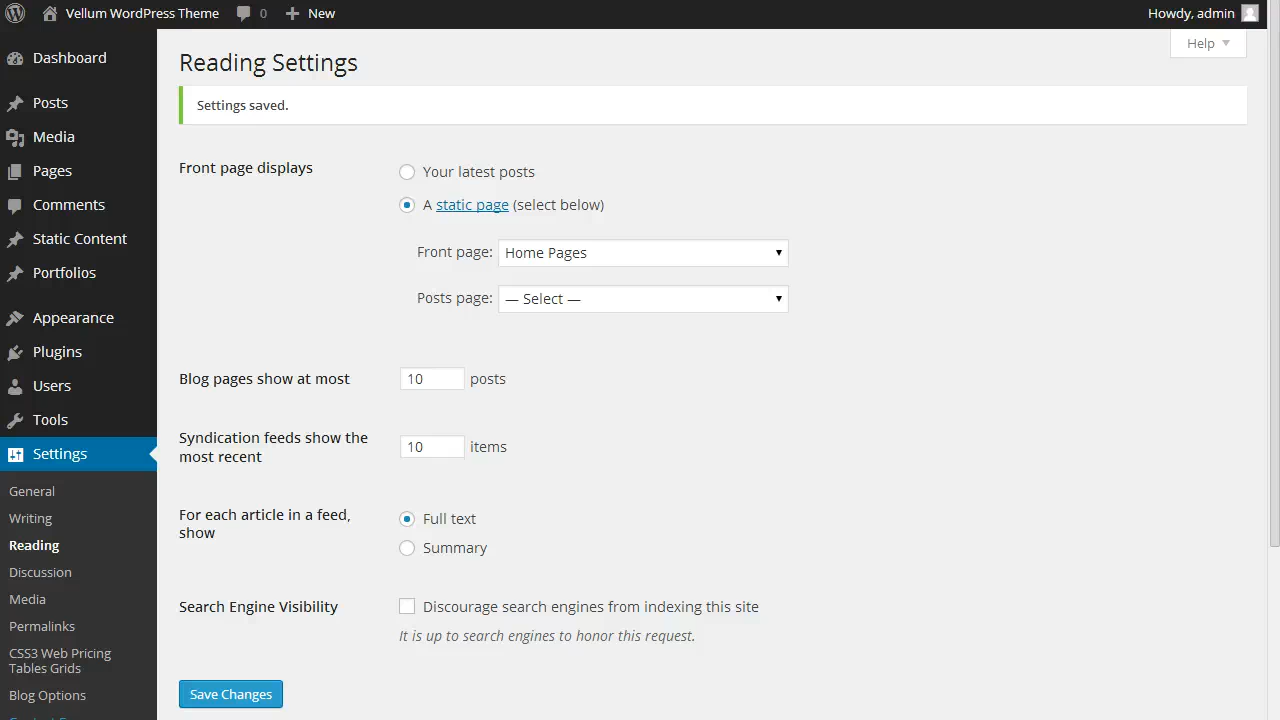 Vellum WordPress Theme 0 New Howdy, admin
Help
Dashboard
Posts
Media
Pages
Comments
Static Content
Portfolios
Appearance
Plugins
Users
Tools
Settings
General
Writing
Reading
Discussion
Media
Permalinks
CSS3 Web Pricing
Tables Grids
Blog Options
Reading Settings
Settings saved.
Front page displays
Your latest posts
A static page (select below)
Front page: Home Pages
Posts page: — Select —
Blog pages show at most 10 posts
Syndication feeds show the
most recent
10 items
For each article in a feed,
show
Full text
Summary
Search Engine Visibility
Discourage search engines from indexing this site
It is up to search engines to honor this request.
Save Changes